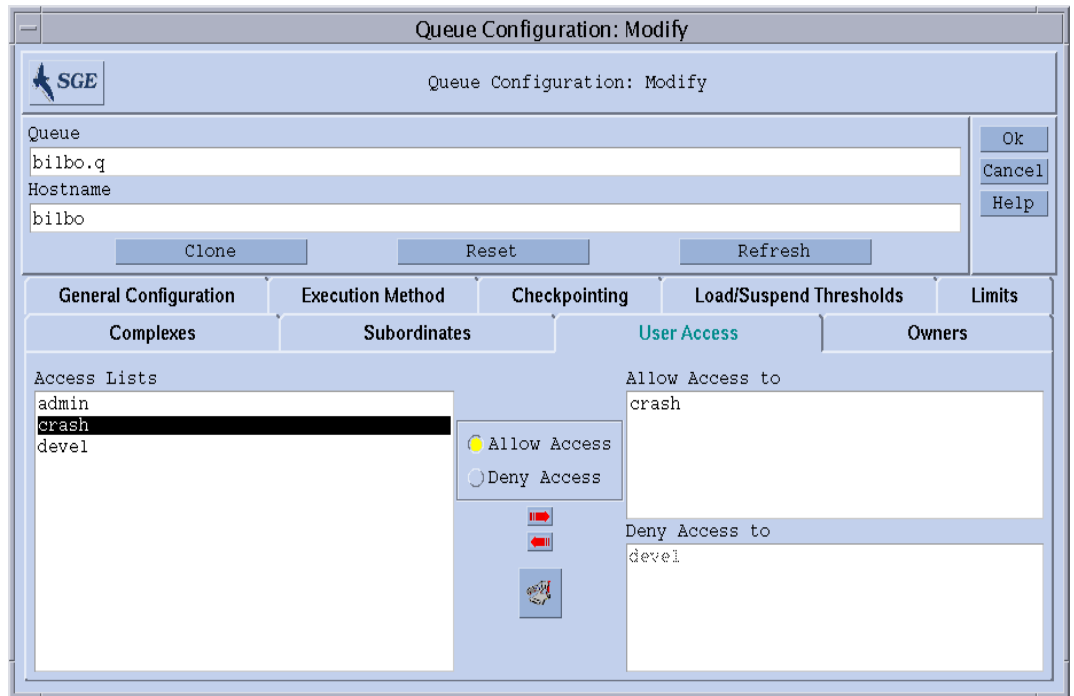 Queue Configuration: Modify
SGE
Queue Configuration: Modify
Queue
bilbo.q
Hostname
bilbo
Ok
Cancel
Help
Clone Reset Refresh
General Configuration Execution Method Checkpointing Load/Suspend Thresholds Limits
Complexes Subordinates User Access Owners
Access Lists
admin
crash
devel
Allow Access
Deny Access
Allow Access to
crash
Deny Access to
devel